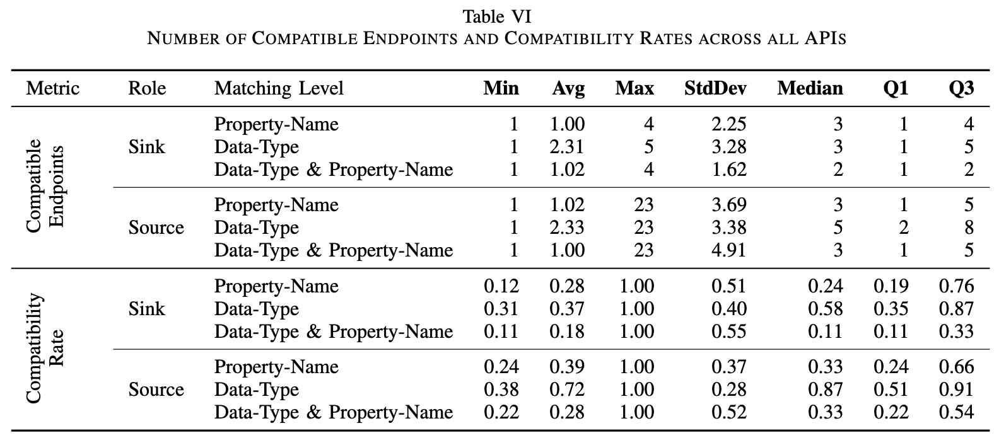 Table VI
NUMBER OF COMPATIBLE ENDPOINTS AND COMPATIBILITY RATES ACROSS ALL APIS
Metric Role Matching Level Min Avg Max StdDev Median Q1 Q3
Compatible
Endpoints
Sink
Property-Name 1 1.00 4 2.25 3 1 4
Data-Type 1 2.31 5 3.28 3 1 5
Data-Type & Property-Name 1 1.02 4 1.62 2 1 2
Source
Property-Name 1 1.02 23 3.69 3 1 5
Data-Type 1 2.33 23 3.38 5 2 8
Data-Type & Property-Name 1 1.00 23 4.91 3 1 5
Compatibility
Rate
Sink
Property-Name 0.12 0.28 1.00 0.51 0.24 0.19 0.76
Data-Type 0.31 0.37 1.00 0.40 0.58 0.35 0.87
Data-Type & Property-Name 0.11 0.18 1.00 0.55 0.11 0.11 0.33
Source
Property-Name 0.24 0.39 1.00 0.37 0.33 0.24 0.66
Data-Type 0.38 0.72 1.00 0.28 0.87 0.51 0.91
Data-Type & Property-Name 0.22 0.28 1.00 0.52 0.33 0.22 0.54